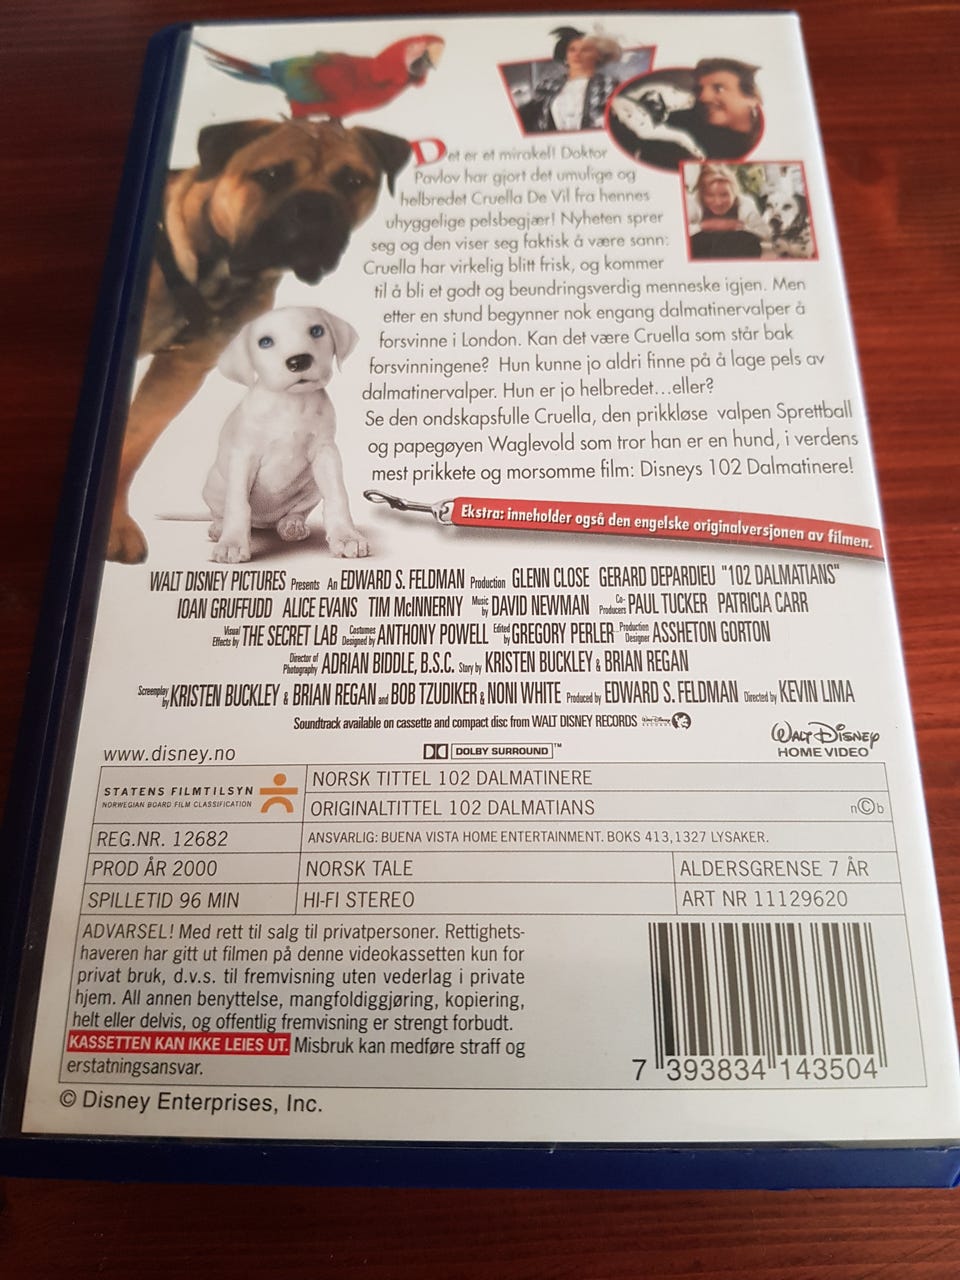 Det er et mirakel! Doktor
Pavlov har gjort det umulige og
helbredet Cruella De Vil fra hennes
uhyggelige pelsbegjær! Nyheten sprer
seg og den viser seg faktisk å være sann:
Cruella har virkelig blitt frisk, og kommer
til å bli et godt og beundringsverdig menneske igjen. Men
etter en stund begynner nok engang dalmatinervalper å
forsvinne i London. Kan det være Cruella som står bak
forsvinningene? Hun kunne jo aldri finne på å lage pels av
dalmatinervalper. Hun er jo helbredet...eller?
Se den ondskapsfulle Cruella, den prikkløse valpen Sprettball
og papegøyen Waglevold som tror han er en hund, i verdens
mest prikkete og morsomme film: Disneys 102 Dalmatinere!
Ekstra: inneholder også den engelske originalversjonen av filmen.
WALT DISNEY PICTURES Presents An EDWARD S. FELDMAN Production GLENN CLOSE GERARD DEPARDIEU "102 DALMATIANS"
IOAN GRUFFUDD ALICE EVANS TIM McINNERNY Music by DAVID NEWMAN Co-Producers PAUL TUCKER PATRICIA CARR
Visual Effects by THE SECRET LAB Costumes Designed by ANTHONY POWELL Edited by GREGORY PERLER Production Designer ASSHETON GORTON
Director of Photography ADRIAN BIDDLE, B.S.C. Story by KRISTEN BUCKLEY & BRIAN REGAN
Screenplay by KRISTEN BUCKLEY & BRIAN REGAN and BOB TZUDIKER & NONI WHITE Produced by EDWARD S. FELDMAN Directed by KEVIN LIMA
Soundtrack available on cassette and compact disc from WALT DISNEY RECORDS Walt Disney RECORDS
www.disney.no
DOLBY SURROUND™
Walt Disney
HOME VIDEO
STATENS FILMTILSYN
NORWEGIAN BOARD FILM CLASSIFICATION
NORSK TITTEL 102 DALMATINERE
ORIGINALTITTEL 102 DALMATIANS
n©b
REG.NR. 12682
ANSVARLIG: BUENA VISTA HOME ENTERTAINMENT. BOKS 413,1327 LYSAKER.
PROD ÅR 2000
NORSK TALE
ALDERSGRENSE 7 ÅR
SPILLETID 96 MIN
HI-FI STEREO
ART NR 11129620
ADVARSEL! Med rett til salg til privatpersoner. Rettighets-
haveren har gitt ut filmen på denne videokassetten kun for
privat bruk, d.v.s. til fremvisning uten vederlag i private
hjem. All annen benyttelse, mangfoldiggjøring, kopiering,
helt eller delvis, og offentlig fremvisning er strengt forbudt.
KASSETTEN KAN IKKE LEIES UT. Misbruk kan medføre straff og
erstatningsansvar.
7 393834 143504
© Disney Enterprises, Inc.